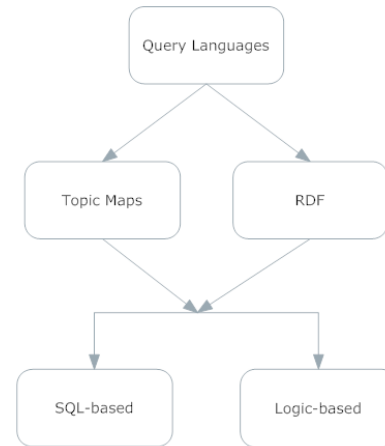 Query Languages
Topic Maps
RDF
SQL-based
Logic-based